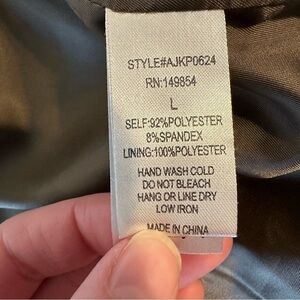 STYLE#AJKP0624
RN:149854
L
SELF:92%POLYESTER
8%SPANDEX
LINING:100%POLYESTER
HAND WASH COLD
DO NOT BLEACH
HANG OR LINE DRY
LOW IRON
MADE IN CHINA